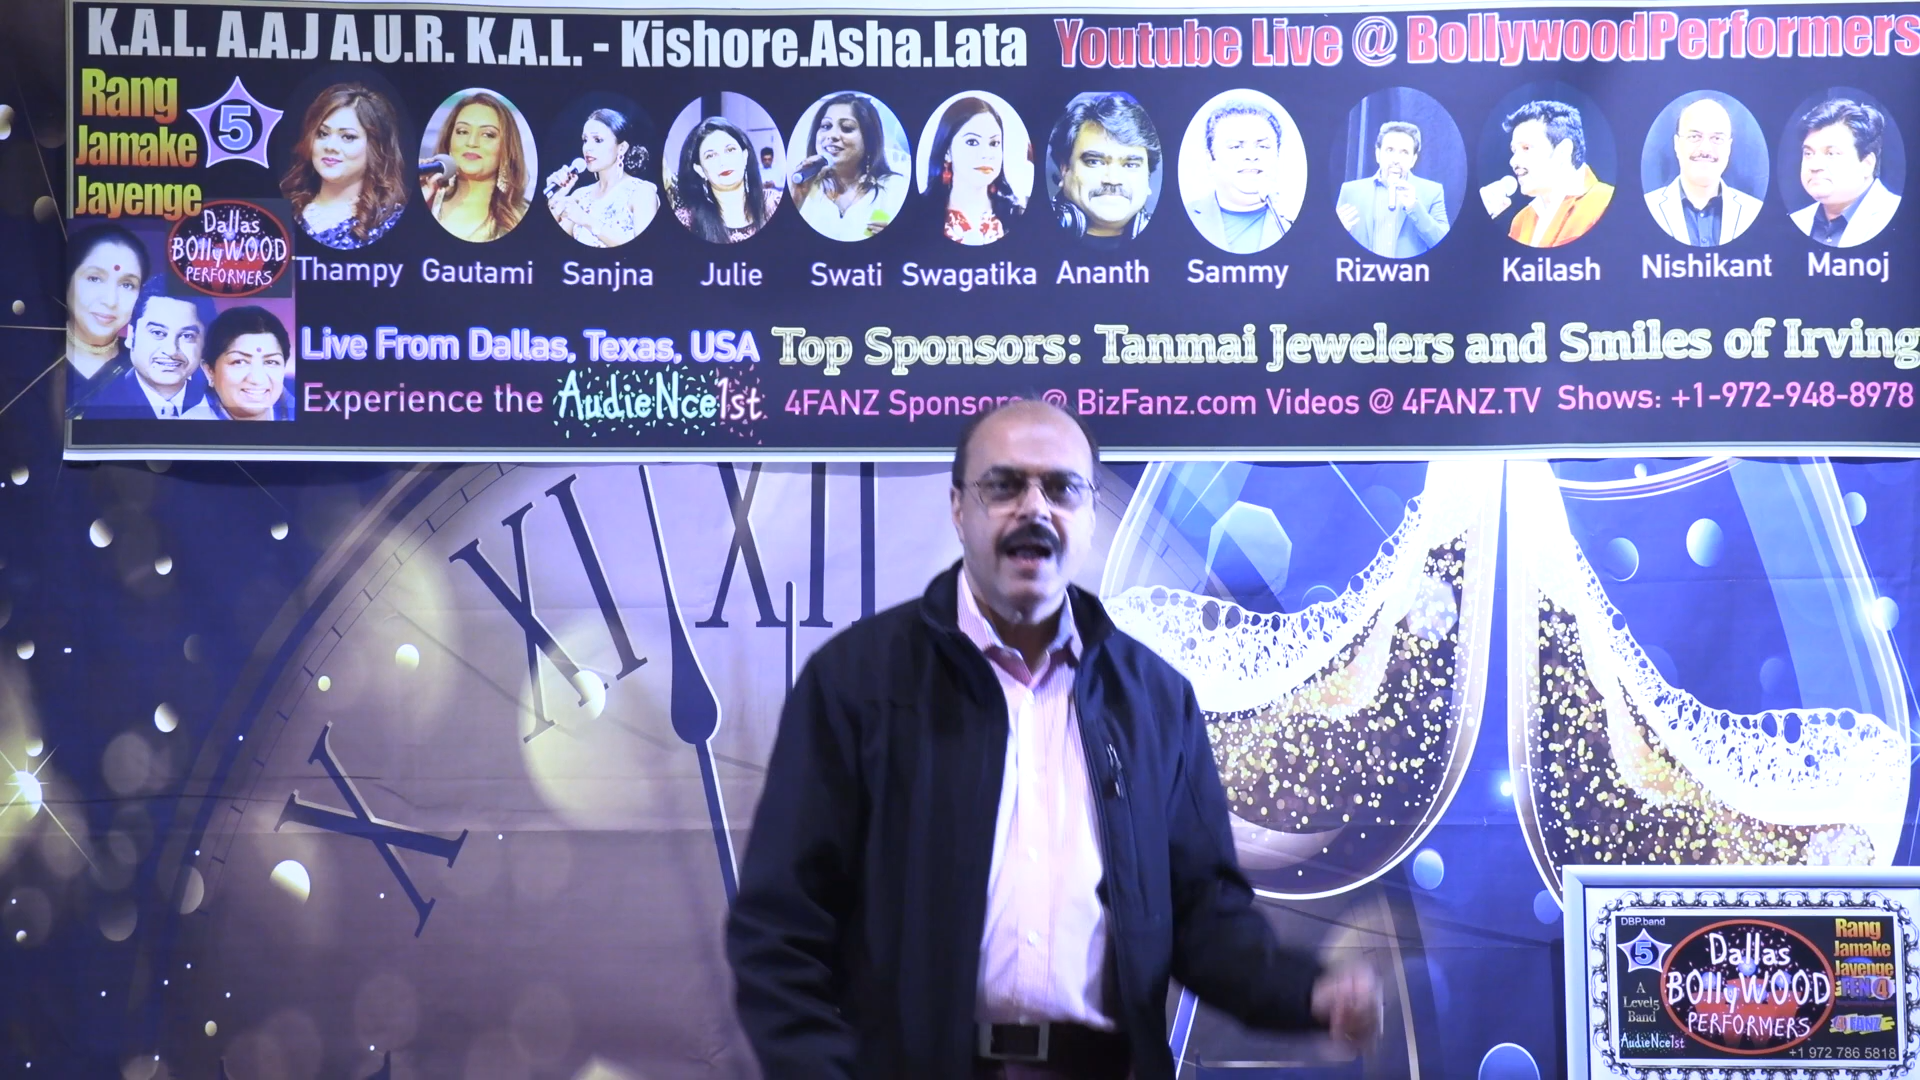 K.A.L. A.A.J A.U.R. K.A.L. - Kishore.Asha.Lata Youtube Live @ BollywoodPerformers
Rang
Jamake
Jayenge
5
Dallas
BOllyWOOD
PERFORMERS
Thampy Gautami Sanjna Julie Swati Swagatika Ananth Sammy Rizwan Kailash Nishikant Manoj
Live From Dallas, Texas, USA Top Sponsors: Tanmai Jewelers and Smiles of Irving
Experience the AudieNce1st 4FANZ Sponsors @ BizFanz.com Videos @ 4FANZ.TV Shows: +1-972-948-8978
XI
XII
X
DBP.band
5
A
Level5
Band
AudieNce1st
Dallas
BOllyWOOD
PERFORMERS
Rang
Jamake
Jayenge
4FANZ
+1 972 786 5818